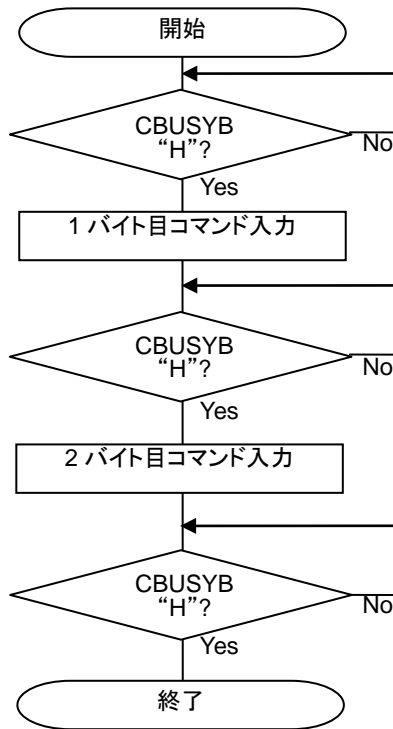 開始
CBUSYB
“H”?
No
Yes
1 バイト目コマンド入力
CBUSYB
“H”?
No
Yes
2 バイト目コマンド入力
CBUSYB
“H”?
No
Yes
終了